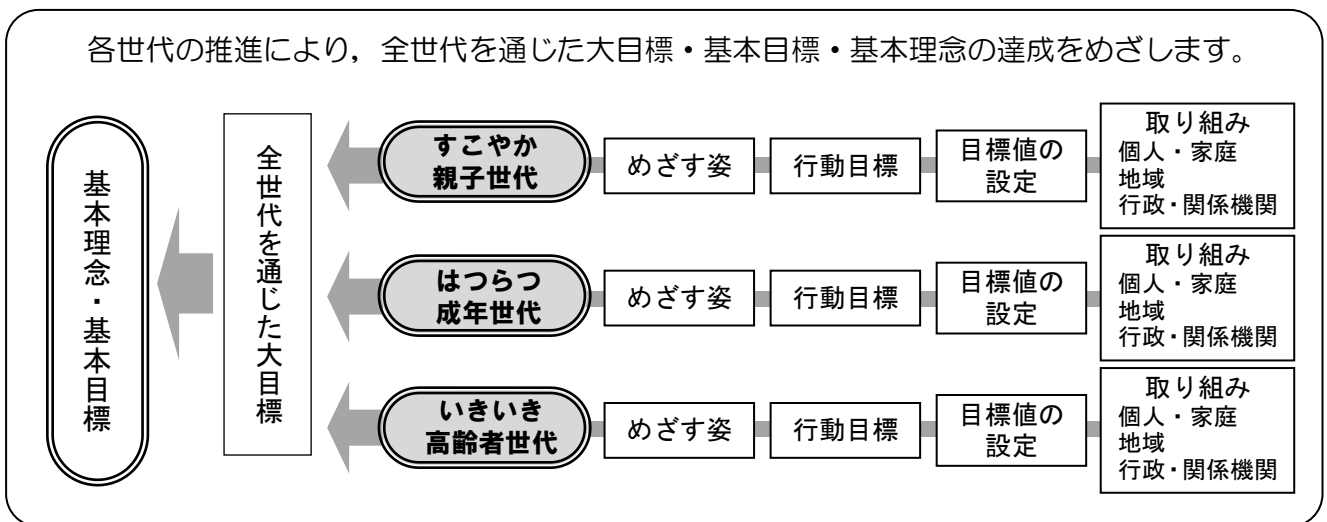 各世代の推進により，全世代を通じた大目標・基本目標・基本理念の達成をめざします。
基本理念・基本目標
全世代を通じた大目標
すこやか
親子世代
めざす姿
行動目標
目標値の
設定
取り組み
個人・家庭
地域
行政・関係機関
はつらつ
成年世代
めざす姿
行動目標
目標値の
設定
取り組み
個人・家庭
地域
行政・関係機関
いきいき
高齢者世代
めざす姿
行動目標
目標値の
設定
取り組み
個人・家庭
地域
行政・関係機関